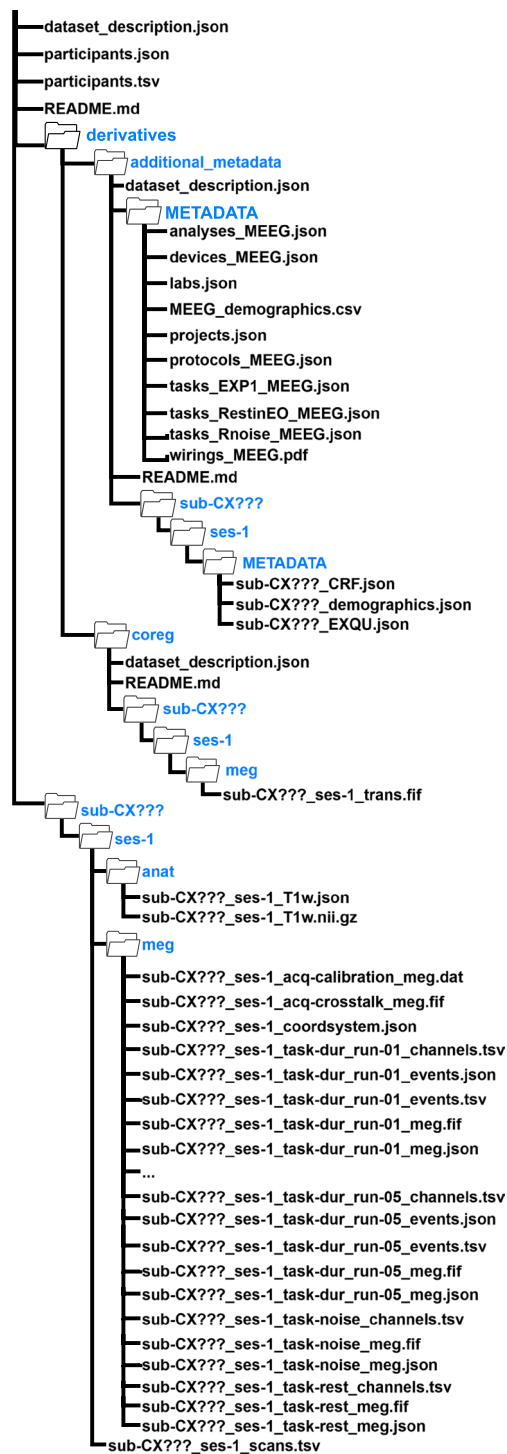 dataset_description.json
participants.json
participants.tsv
README.md
derivatives
additional_metadata
dataset_description.json
METADATA
analyses_MEEG.json
devices_MEEG.json
labs.json
MEEG_demographics.csv
projects.json
protocols_MEEG.json
tasks_EXP1_MEEG.json
tasks_RestinEO_MEEG.json
tasks_Rnoise_MEEG.json
wirings_MEEG.pdf
README.md
sub-CX???
ses-1
METADATA
sub-CX???_CRF.json
sub-CX???_demographics.json
sub-CX???_EXQU.json
coreg
dataset_description.json
README.md
sub-CX???
ses-1
meg
sub-CX???_ses-1_trans.fif
sub-CX???
ses-1
anat
sub-CX???_ses-1_T1w.json
sub-CX???_ses-1_T1w.nii.gz
meg
sub-CX???_ses-1_acq-calibration_meg.dat
sub-CX???_ses-1_acq-crosstalk_meg.fif
sub-CX???_ses-1_coordsystem.json
sub-CX???_ses-1_task-dur_run-01_channels.tsv
sub-CX???_ses-1_task-dur_run-01_events.json
sub-CX???_ses-1_task-dur_run-01_events.tsv
sub-CX???_ses-1_task-dur_run-01_meg.fif
sub-CX???_ses-1_task-dur_run-01_meg.json
...
sub-CX???_ses-1_task-dur_run-05_channels.tsv
sub-CX???_ses-1_task-dur_run-05_events.json
sub-CX???_ses-1_task-dur_run-05_events.tsv
sub-CX???_ses-1_task-dur_run-05_meg.fif
sub-CX???_ses-1_task-dur_run-05_meg.json
sub-CX???_ses-1_task-noise_channels.tsv
sub-CX???_ses-1_task-noise_meg.fif
sub-CX???_ses-1_task-noise_meg.json
sub-CX???_ses-1_task-rest_channels.tsv
sub-CX???_ses-1_task-rest_meg.fif
sub-CX???_ses-1_task-rest_meg.json
sub-CX???_ses-1_scans.tsv